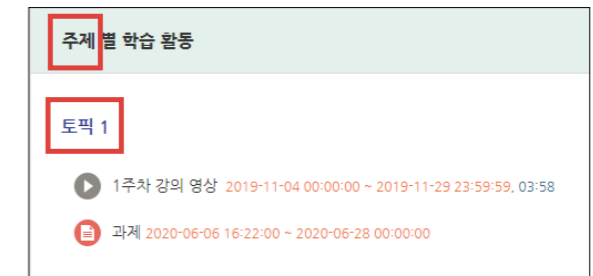 주제 별 학습 활동
토픽 1
1주차 강의 영상 2019-11-04 00:00:00 ~ 2019-11-29 23:59:59, 03:58
과제 2020-06-06 16:22:00 ~ 2020-06-28 00:00:00